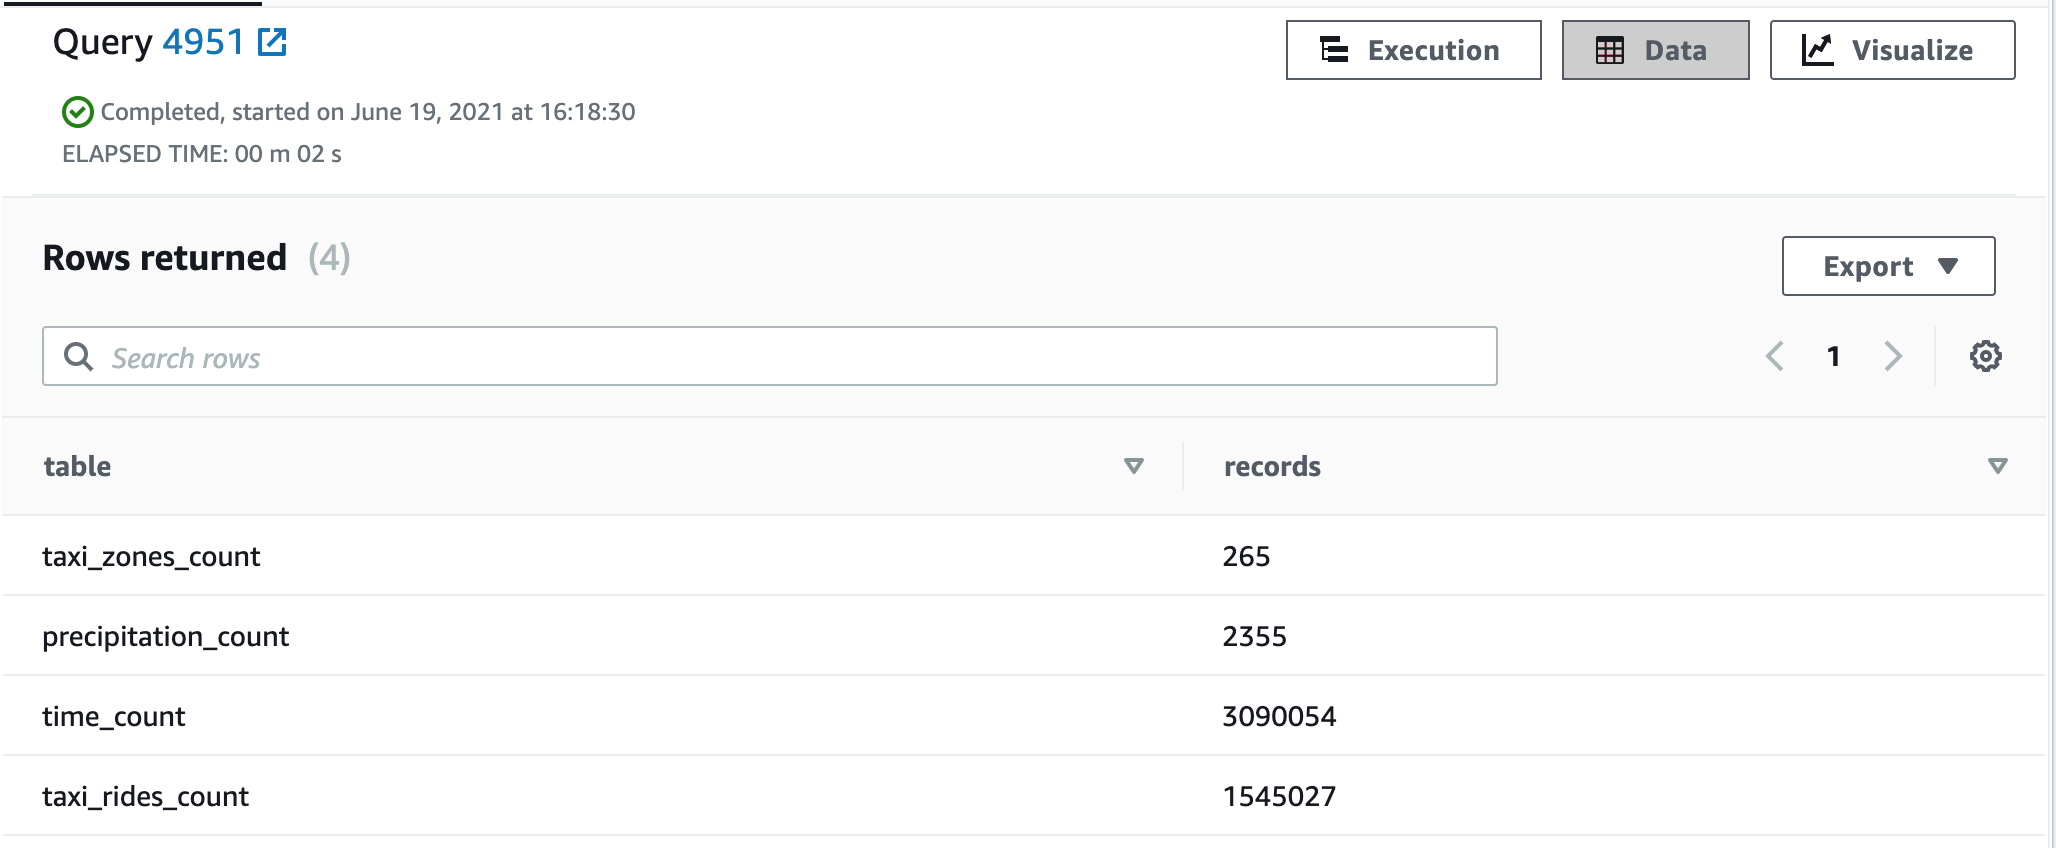 Query 4951
Execution
Data
Visualize
Completed, started on June 19, 2021 at 16:18:30
ELAPSED TIME: 00 m 02 s
Rows returned (4)
Export
Search rows
1
table records
taxi_zones_count 265
precipitation_count 2355
time_count 3090054
taxi_rides_count 1545027